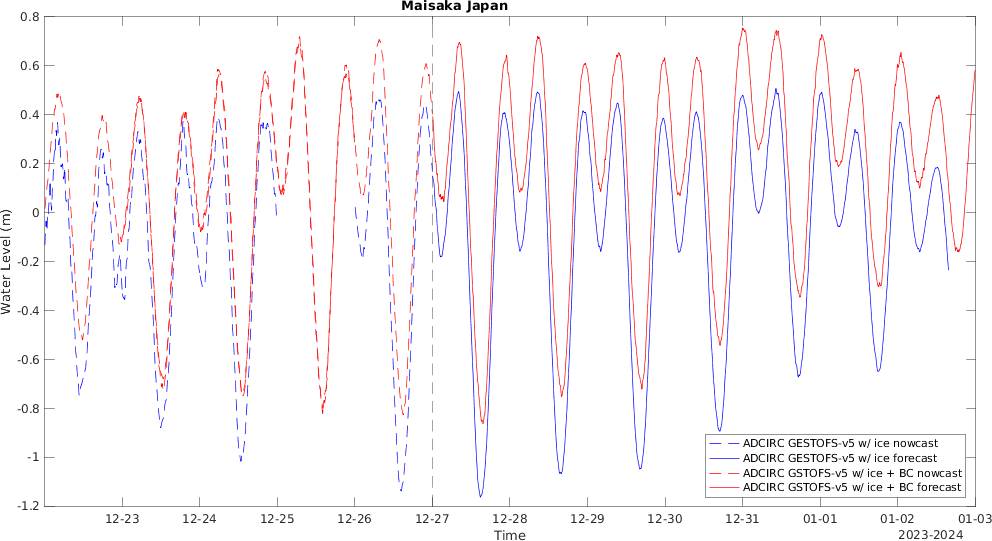 Maisaka Japan
0.8
0.6
0.4
0.2
0
-0.2
-0.4
-0.6
-0.8
-1
-1.2
Water Level (m)
12-23 12-24 12-25 12-26 12-27 12-28 12-29 12-30 12-31 01-01 01-02 01-03
Time
2023-2024
ADCIRC GESTOFS-v5 w/ ice nowcast
ADCIRC GESTOFS-v5 w/ ice forecast
ADCIRC GSTOFS-v5 w/ ice + BC nowcast
ADCIRC GSTOFS-v5 w/ ice + BC forecast